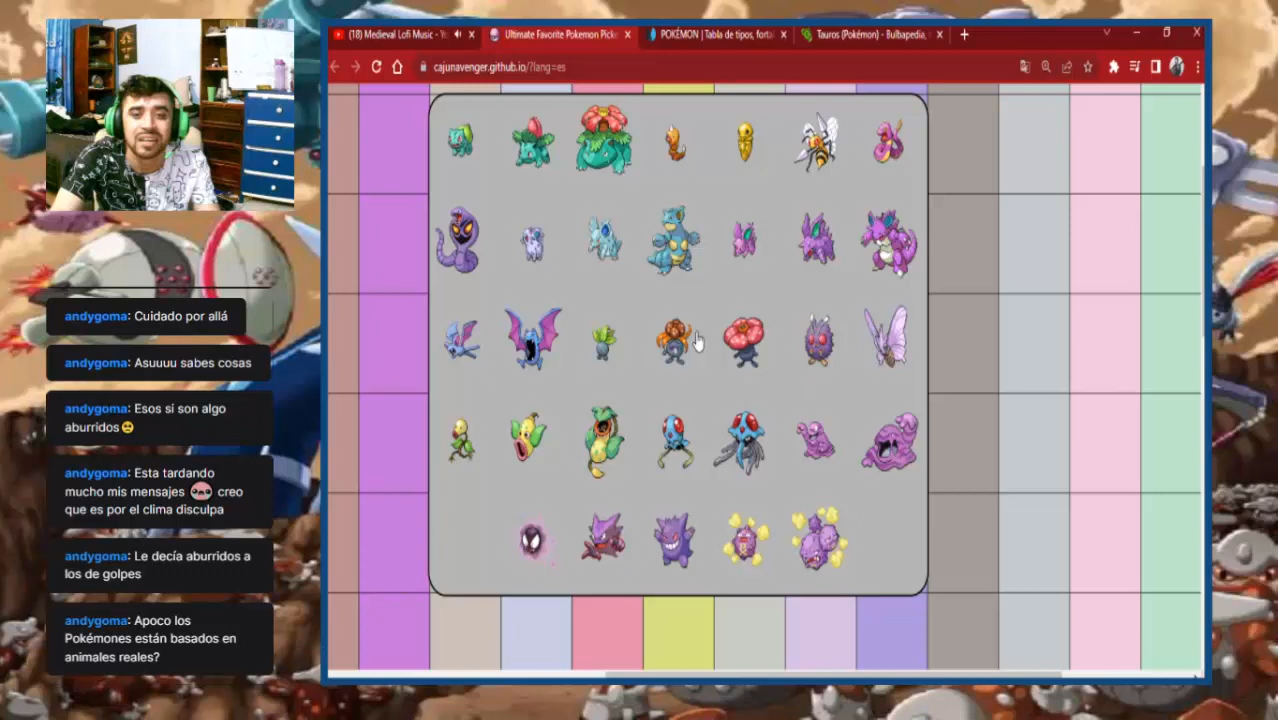 (18) Medieval Lofi Music - Yo
Ultimate Favorite Pokemon Pick
POKÉMON | Tabla de tipos, forta
Tauros (Pokémon) - Bulbapedia,
cajunavenger.github.io/?lang=es
andygoma: Cuidado por allá
andygoma: Asuuuu sabes cosas
andygoma: Esos si son algo
aburridos😟
andygoma: Esta tardando
mucho mis mensajes creo
que es por el clima disculpa
andygoma: Le decía aburridos a
los de golpes
andygoma: Apoco los
Pokémones están basados en
animales reales?